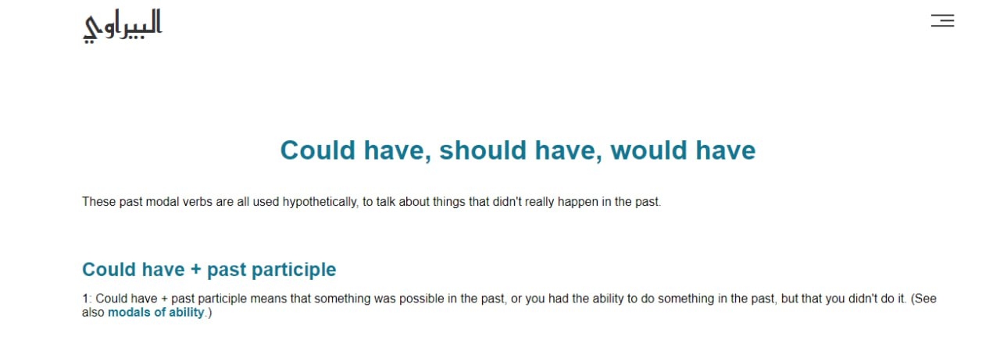 البيراوي
Could have, should have, would have
These past modal verbs are all used hypothetically, to talk about things that didn't really happen in the past.
Could have + past participle
1: Could have + past participle means that something was possible in the past, or you had the ability to do something in the past, but that you didn't do it. (See
also modals of ability.)